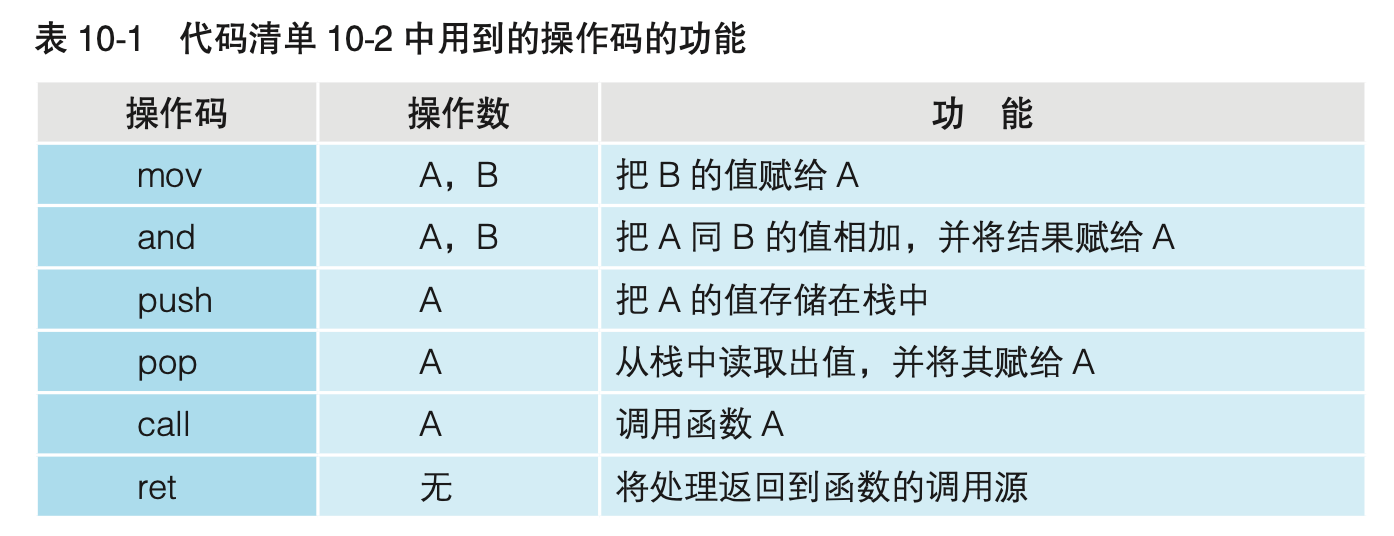 表 10-1 代码清单 10-2 中用到的操作码的功能
操作码 操作数 功 能
mov A，B 把 B 的值赋给 A
and A，B 把 A 同 B 的值相加，并将结果赋给 A
push A 把 A 的值存储在栈中
pop A 从栈中读取出值，并将其赋给 A
call A 调用函数 A
ret 无 将处理返回到函数的调用源